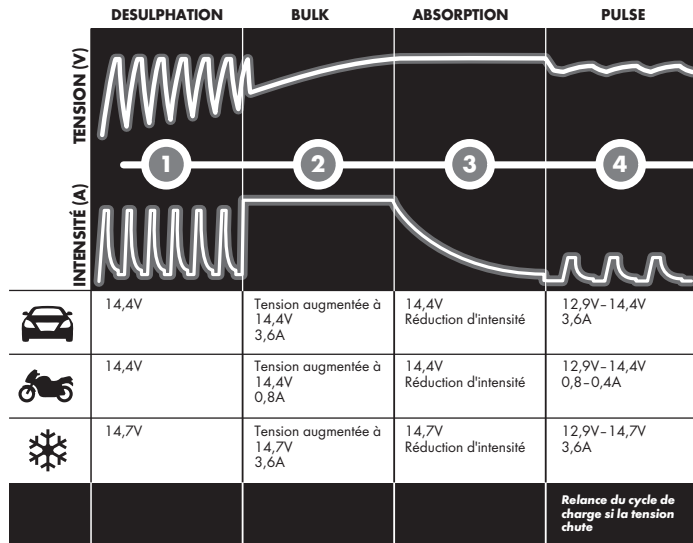 DESULPHATION
BULK
ABSORPTION
PULSE
TENSION (V)
1
2
3
4
INTENSITÉ (A)
14,4V
Tension augmentée à
14,4V
3,6A
14,4V
Réduction d'intensité
12,9V–14,4V
3,6A
14,4V
Tension augmentée à
14,4V
0,8A
14,4V
Réduction d'intensité
12,9V–14,4V
0,8–0,4A
14,7V
Tension augmentée à
14,7V
3,6A
14,7V
Réduction d'intensité
12,9V–14,7V
3,6A
Relance du cycle de
charge si la tension
chute